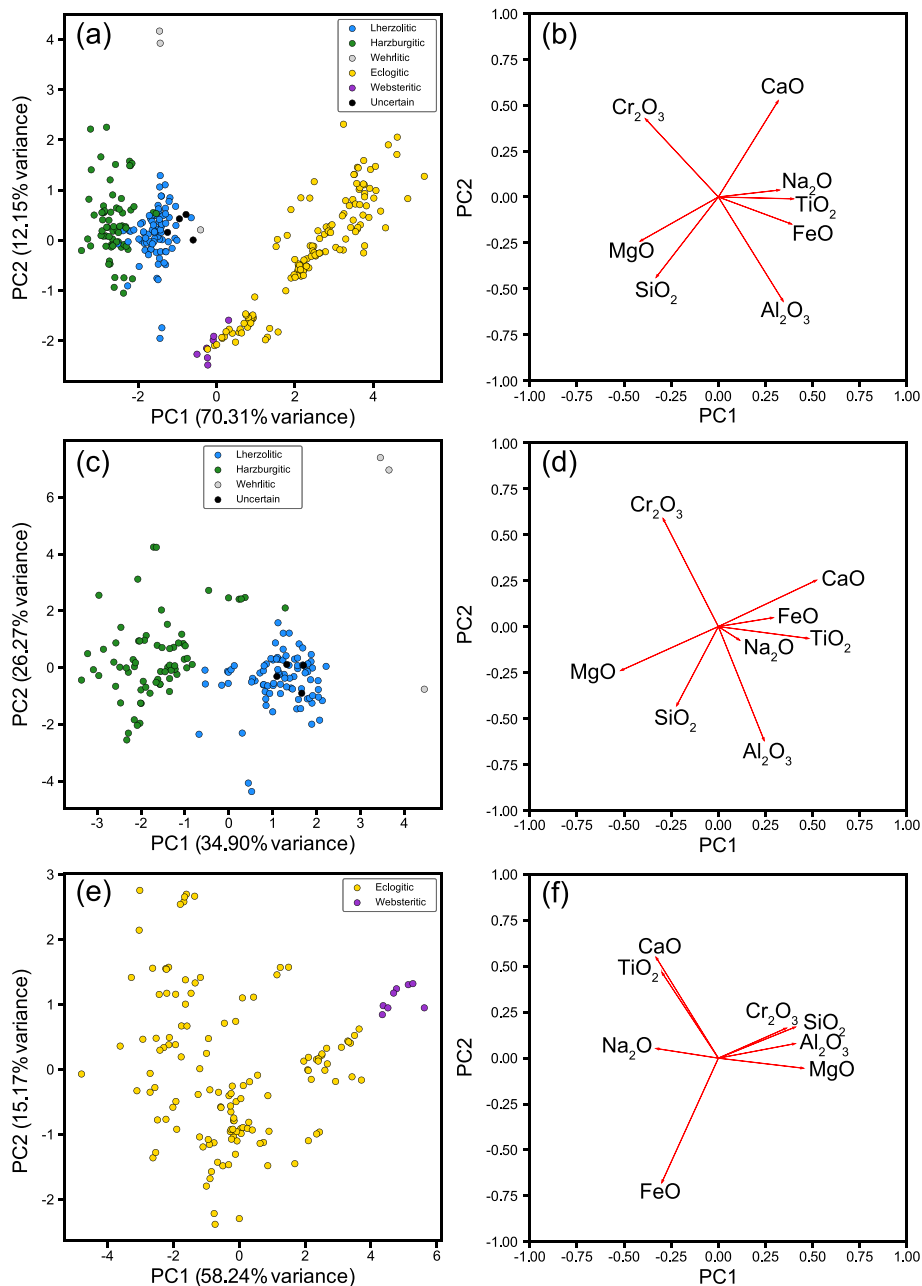 (a)
Lherzolitic
Harzburgitic
Wehrlitic
Eclogitic
Websteritic
Uncertain
4
3
2
1
0
-1
-2
PC2 (12.15% variance)
-2
0
2
4
PC1 (70.31% variance)
(b)
1.00
0.75
0.50
0.25
0.00
-0.25
-0.50
-0.75
-1.00
PC2
CaO
Cr₂O₃
Na₂O
TiO₂
FeO
MgO
SiO₂
Al₂O₃
-1.00
-0.75
-0.50
-0.25
0.00
0.25
0.50
0.75
1.00
PC1
(c)
Lherzolitic
Harzburgitic
Wehrlitic
Uncertain
6
4
2
0
-2
-4
PC2 (26.27% variance)
-3
-2
-1
0
1
2
3
4
PC1 (34.90% variance)
(d)
1.00
0.75
0.50
0.25
0.00
-0.25
-0.50
-0.75
-1.00
PC2
Cr₂O₃
CaO
FeO
TiO₂
Na₂O
MgO
SiO₂
Al₂O₃
-1.00
-0.75
-0.50
-0.25
0.00
0.25
0.50
0.75
1.00
PC1
(e)
Eclogitic
Websteritic
3
2
1
0
-1
-2
PC2 (15.17% variance)
-4
-2
0
2
4
6
PC1 (58.24% variance)
(f)
1.00
0.75
0.50
0.25
0.00
-0.25
-0.50
-0.75
-1.00
PC2
CaO
TiO₂
Cr₂O₃
SiO₂
Al₂O₃
Na₂O
MgO
FeO
-1.00
-0.75
-0.50
-0.25
0.00
0.25
0.50
0.75
1.00
PC1